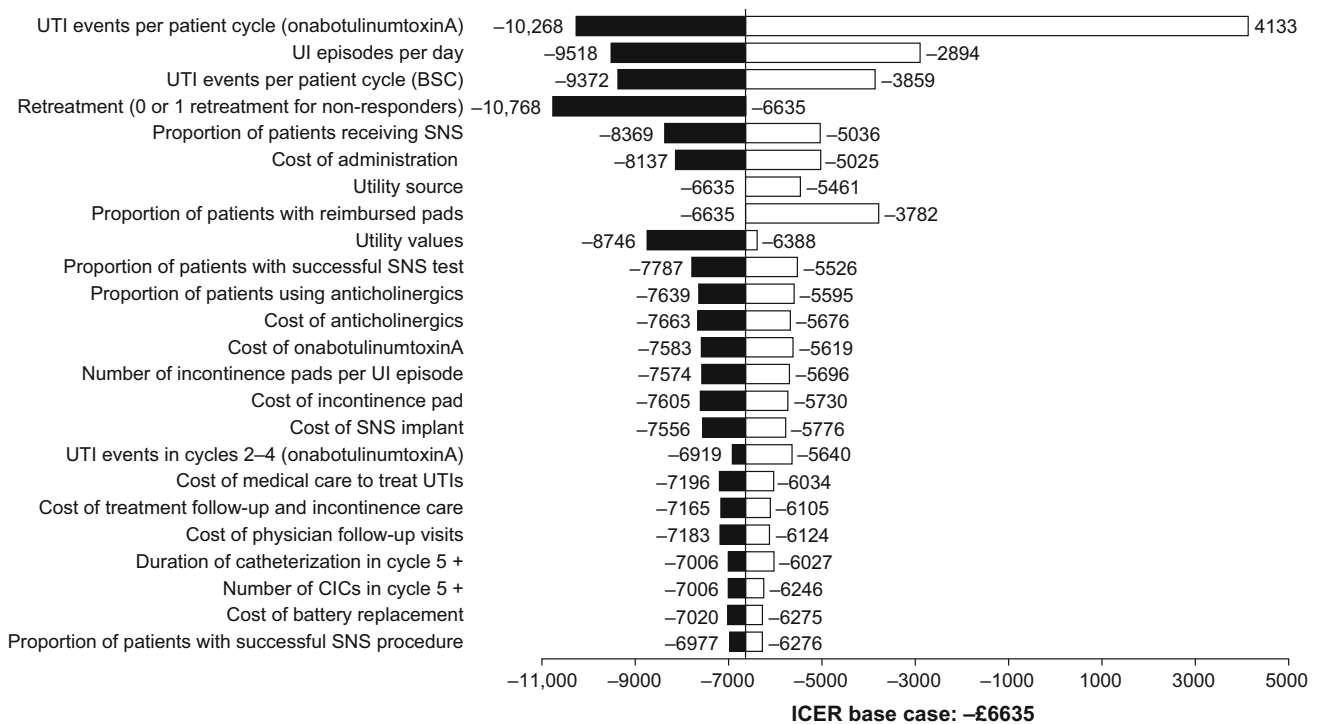 UTI events per patient cycle (onabotulinumtoxinA) –10,268 4133
UI episodes per day –9518 –2894
UTI events per patient cycle (BSC) –9372 –3859
Retreatment (0 or 1 retreatment for non-responders) –10,768 –6635
Proportion of patients receiving SNS –8369 –5036
Cost of administration –8137 –5025
Utility source –6635 –5461
Proportion of patients with reimbursed pads –6635 –3782
Utility values –8746 –6388
Proportion of patients with successful SNS test –7787 –5526
Proportion of patients using anticholinergics –7639 –5595
Cost of anticholinergics –7663 –5676
Cost of onabotulinumtoxinA –7583 –5619
Number of incontinence pads per UI episode –7574 –5696
Cost of incontinence pad –7605 –5730
Cost of SNS implant –7556 –5776
UTI events in cycles 2–4 (onabotulinumtoxinA) –6919 –5640
Cost of medical care to treat UTIs –7196 –6034
Cost of treatment follow-up and incontinence care –7165 –6105
Cost of physician follow-up visits –7183 –6124
Duration of catheterization in cycle 5 + –7006 –6027
Number of CICs in cycle 5 + –7006 –6246
Cost of battery replacement –7020 –6275
Proportion of patients with successful SNS procedure –6977 –6276
–11,000 –9000 –7000 –5000 –3000 –1000 1000 3000 5000
ICER base case: –£6635